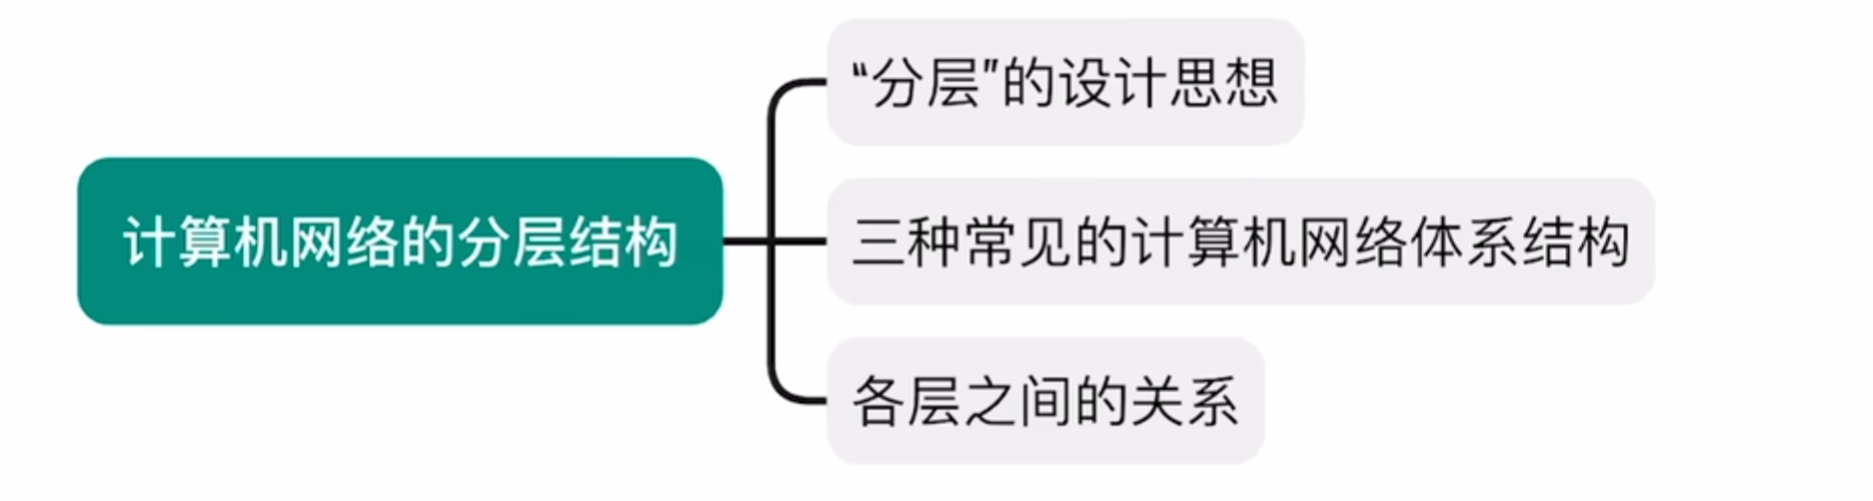 计算机网络的分层结构
“分层”的设计思想
三种常见的计算机网络体系结构
各层之间的关系